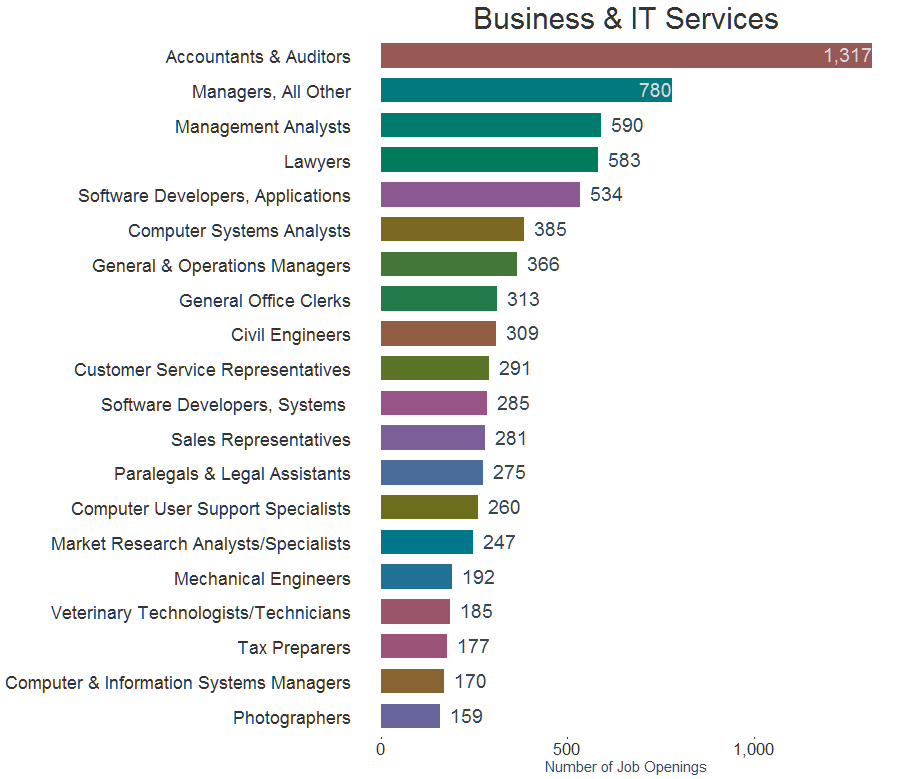 Business & IT Services
Accountants & Auditors 1,317
Managers, All Other 780
Management Analysts 590
Lawyers 583
Software Developers, Applications 534
Computer Systems Analysts 385
General & Operations Managers 366
General Office Clerks 313
Civil Engineers 309
Customer Service Representatives 291
Software Developers, Systems 285
Sales Representatives 281
Paralegals & Legal Assistants 275
Computer User Support Specialists 260
Market Research Analysts/Specialists 247
Mechanical Engineers 192
Veterinary Technologists/Technicians 185
Tax Preparers 177
Computer & Information Systems Managers 170
Photographers 159
0 500 1,000
Number of Job Openings